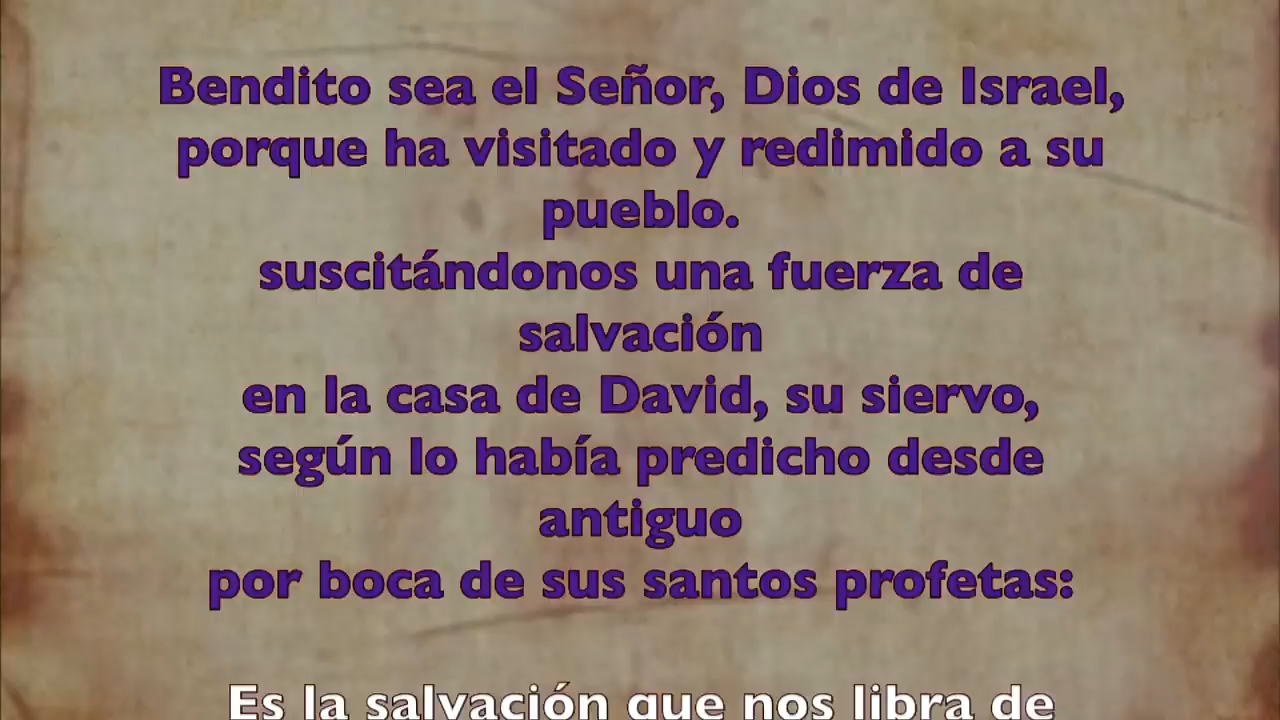 Bendito sea el Señor, Dios de Israel,
porque ha visitado y redimido a su
pueblo.
suscitándonos una fuerza de
salvación
en la casa de David, su siervo,
según lo había predicho desde
antiguo
por boca de sus santos profetas:
Es la salvación que nos libra de